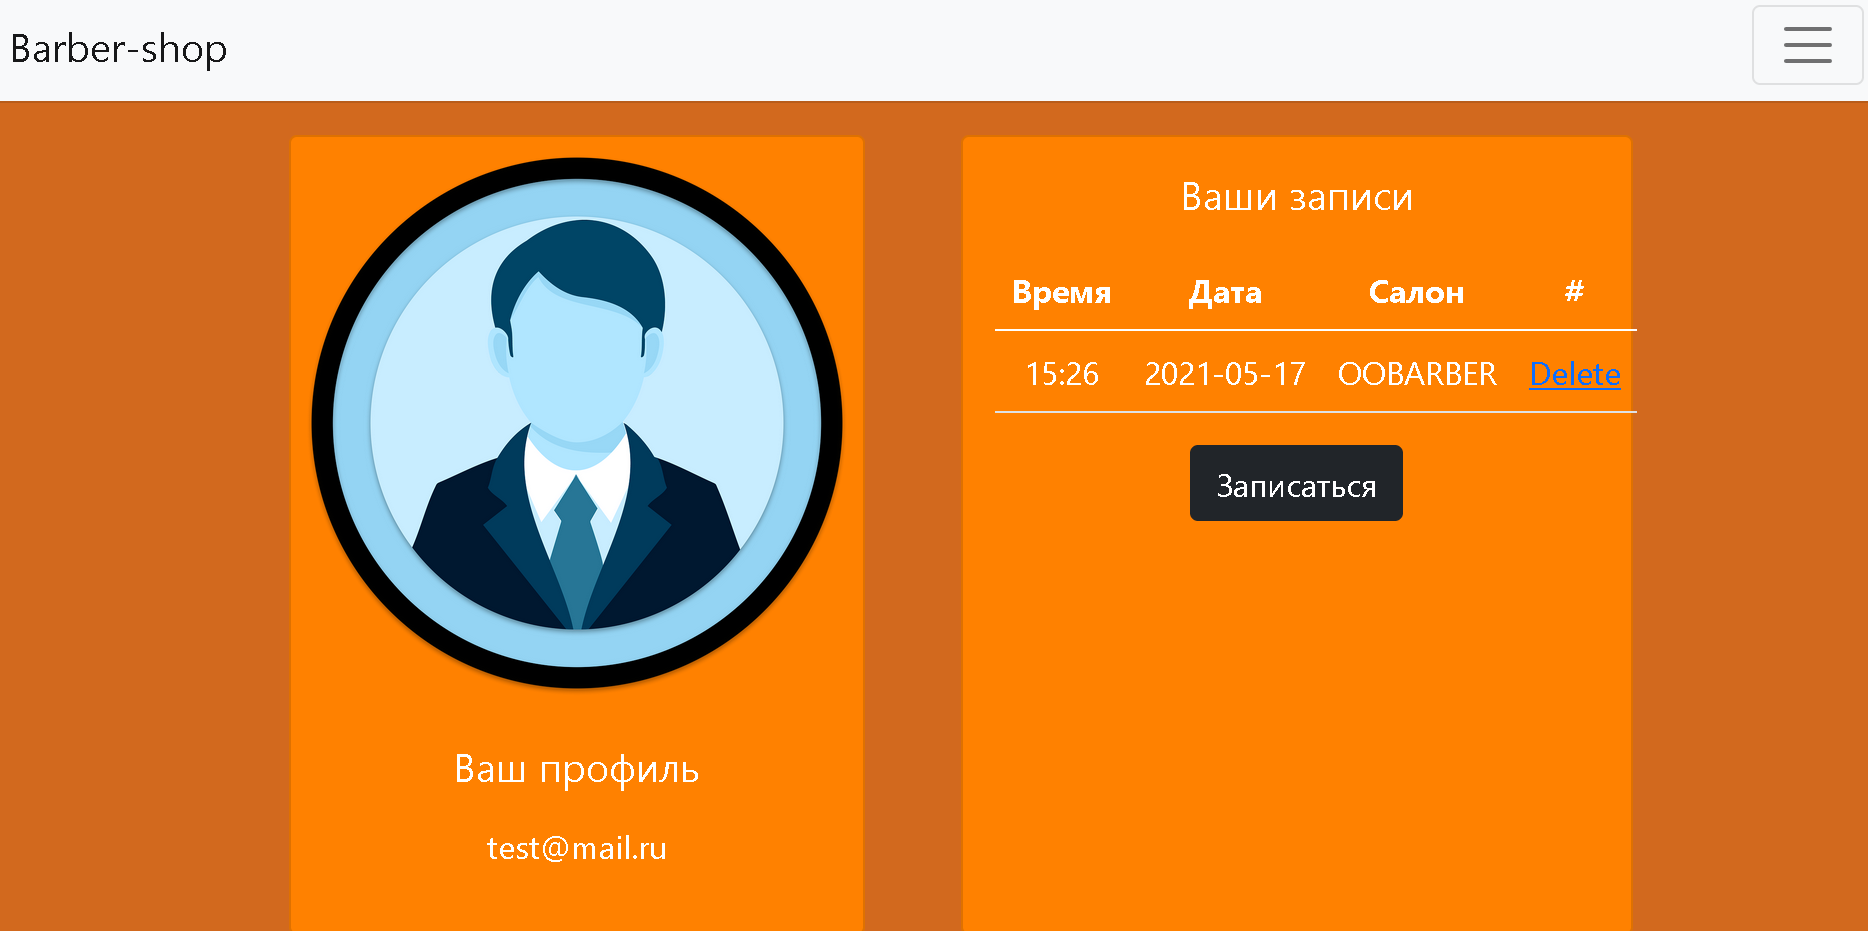 Barber-shop
Ваши записи
Время Дата Салон #
15:26 2021-05-17 OOBARBER Delete
Записаться
Ваш профиль
test@mail.ru